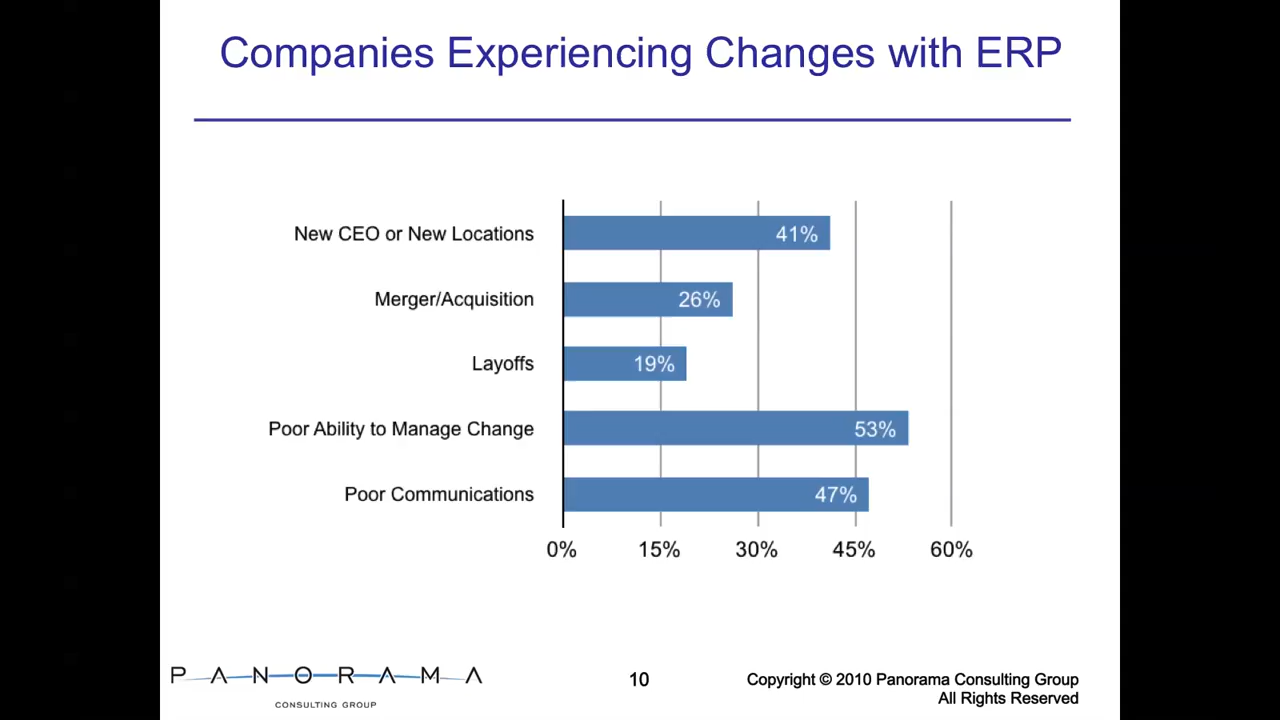 Companies Experiencing Changes with ERP
New CEO or New Locations
41%
Merger/Acquisition
26%
Layoffs
19%
Poor Ability to Manage Change
53%
Poor Communications
47%
0% 15% 30% 45% 60%
PANORAMA
CONSULTING GROUP
10
Copyright © 2010 Panorama Consulting Group
All Rights Reserved